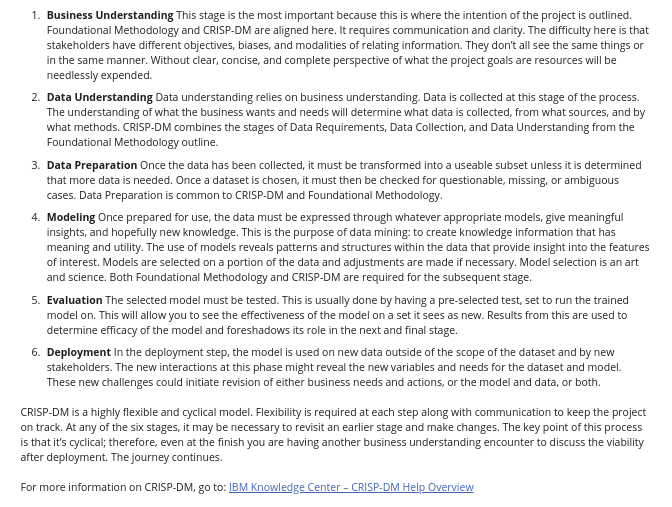 1. Business Understanding This stage is the most important because this is where the intention of the project is outlined.
Foundational Methodology and CRISP-DM are aligned here. It requires communication and clarity. The difficulty here is that
stakeholders have different objectives, biases, and modalities of relating information. They don't all see the same things or
in the same manner. Without clear, concise, and complete perspective of what the project goals are resources will be
needlessly expended.
2. Data Understanding Data understanding relies on business understanding. Data is collected at this stage of the process.
The understanding of what the business wants and needs will determine what data is collected, from what sources, and by
what methods. CRISP-DM combines the stages of Data Requirements, Data Collection, and Data Understanding from the
Foundational Methodology outline.
3. Data Preparation Once the data has been collected, it must be transformed into a useable subset unless it is determined
that more data is needed. Once a dataset is chosen, it must then be checked for questionable, missing, or ambiguous
cases. Data Preparation is common to CRISP-DM and Foundational Methodology.
4. Modeling Once prepared for use, the data must be expressed through whatever appropriate models, give meaningful
insights, and hopefully new knowledge. This is the purpose of data mining: to create knowledge information that has
meaning and utility. The use of models reveals patterns and structures within the data that provide insight into the features
of interest. Models are selected on a portion of the data and adjustments are made if necessary. Model selection is an art
and science. Both Foundational Methodology and CRISP-DM are required for the subsequent stage.
5. Evaluation The selected model must be tested. This is usually done by having a pre-selected test, set to run the trained
model on. This will allow you to see the effectiveness of the model on a set it sees as new. Results from this are used to
determine efficacy of the model and foreshadows its role in the next and final stage.
6. Deployment In the deployment step, the model is used on new data outside of the scope of the dataset and by new
stakeholders. The new interactions at this phase might reveal the new variables and needs for the dataset and model.
These new challenges could initiate revision of either business needs and actions, or the model and data, or both.
CRISP-DM is a highly flexible and cyclical model. Flexibility is required at each step along with communication to keep the project
on track. At any of the six stages, it may be necessary to revisit an earlier stage and make changes. The key point of this process
is that it's cyclical; therefore, even at the finish you are having another business understanding encounter to discuss the viability
after deployment. The journey continues.
For more information on CRISP-DM, go to: IBM Knowledge Center – CRISP-DM Help Overview